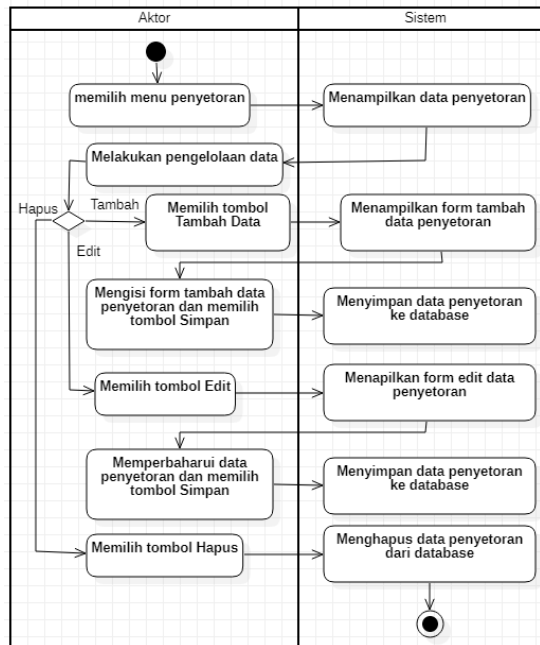 Aktor
Sistem
memilih menu penyetoran
Menampilkan data penyetoran
Melakukan pengelolaan data
Hapus
Tambah
Edit
Memilih tombol
Tambah Data
Menampilkan form tambah
data penyetoran
Mengisi form tambah data
penyetoran dan memilih
tombol Simpan
Menyimpan data penyetoran
ke database
Memilih tombol Edit
Menapilkan form edit data
penyetoran
Memperbaharui data
penyetoran dan memilih
tombol Simpan
Menyimpan data penyetoran
ke database
Memilih tombol Hapus
Menghapus data penyetoran
dari database